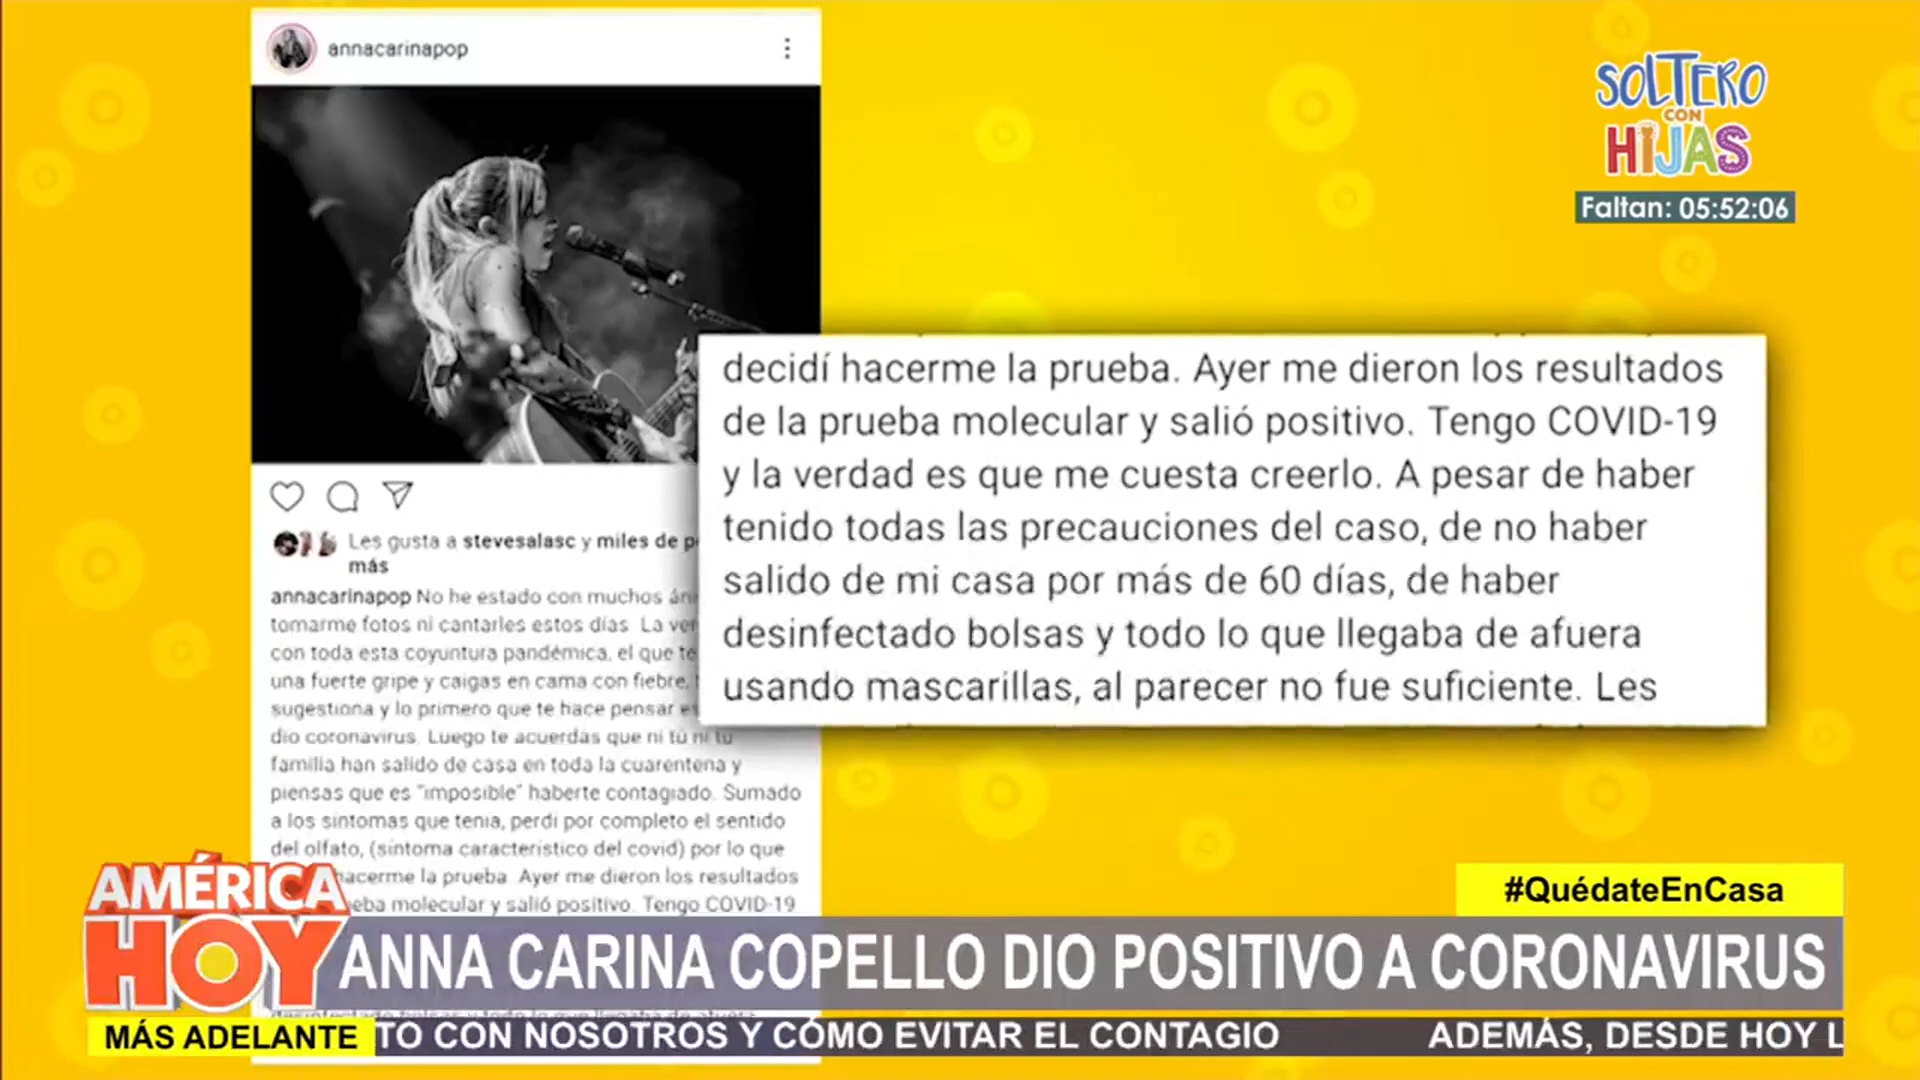 annacarinapop
SOLTERO
CON
HIJAS
Faltan: 05:52:06
decidí hacerme la prueba. Ayer me dieron los resultados
de la prueba molecular y salió positivo. Tengo COVID-19
y la verdad es que me cuesta creerlo. A pesar de haber
tenido todas las precauciones del caso, de no haber
salido de mi casa por más de 60 días, de haber
desinfectado bolsas y todo lo que llegaba de afuera
usando mascarillas, al parecer no fue suficiente. Les
Les gusta a stevesalasc y miles de
más
annacarinapop No he estado con muchos
tomarme fotos ni cantarles estos días. La
con toda esta coyuntura pandémica, el que te
una fuerte gripe y caigas en cama con fiebre,
sugestiona y lo primero que te hace pensar
dio coronavirus. Luego te acuerdas que ni tú ni tu
familia han salido de casa en toda la cuarentena y
piensas que es "imposible" haberte contagiado. Sumado
a los síntomas que tenía, perdí por completo el sentido
del olfato, (síntoma característico del covid) por lo que
hacerme la prueba. Ayer me dieron los resultados
molecular y salió positivo. Tengo COVID-19
#QuédateEnCasa
AMÉRICA
HOY
ANNA CARINA COPELLO DIO POSITIVO A CORONAVIRUS
MÁS ADELANTE
TO CON NOSOTROS Y CÓMO EVITAR EL CONTAGIO ADEMÁS, DESDE HOY L